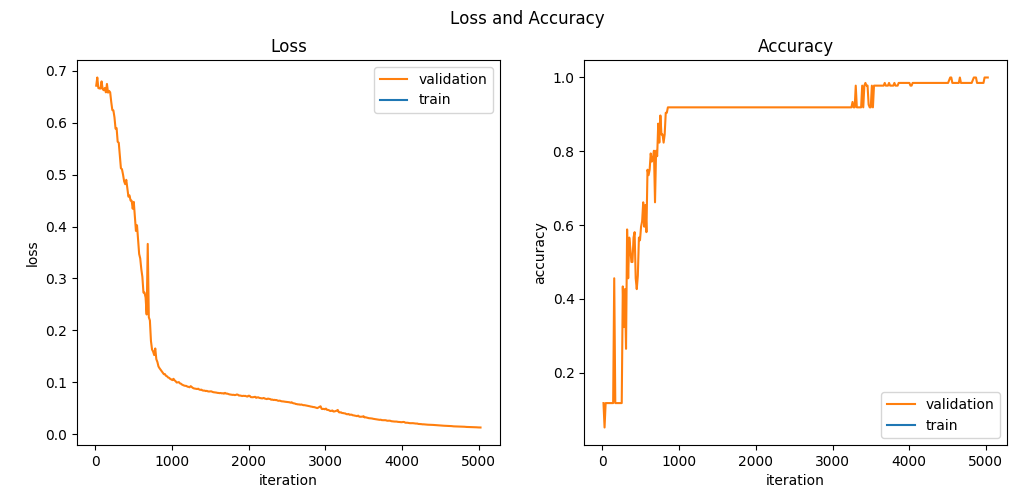 Loss and Accuracy
Loss
0.7
0.6
0.5
0.4
0.3
0.2
0.1
0.0
loss
0
1000
2000
3000
4000
5000
iteration
validation
train
Accuracy
1.0
0.8
0.6
0.4
0.2
accuracy
0
1000
2000
3000
4000
5000
iteration
validation
train